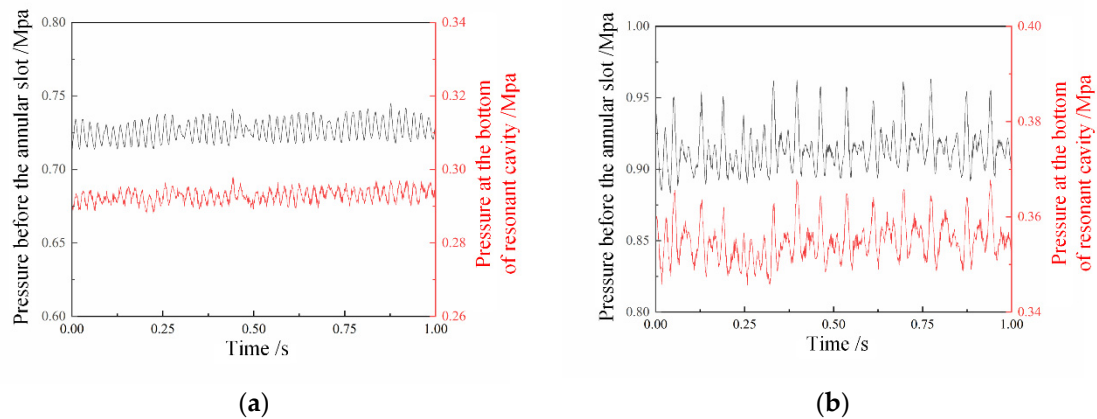 Pressure before the annular slot /Mpa
0.80
0.75
0.70
0.65
0.60
0.00
0.25
0.50
0.75
1.00
Time /s
0.34
0.32
0.30
0.28
0.26
Pressure at the bottom
of resonant cavity/Mpa
(a)
Pressure before the annular slot /Mpa
1.00
0.95
0.90
0.85
0.80
0.00
0.25
0.50
0.75
1.00
Time /s
0.40
0.38
0.36
0.34
Pressure at the bottom
of resonant cavity /Mpa
(b)